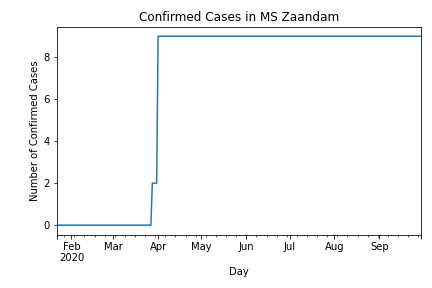 Confirmed Cases in MS Zaandam
Number of Confirmed Cases
8
6
4
2
0
Feb Mar Apr May Jun Jul Aug Sep
2020
Day